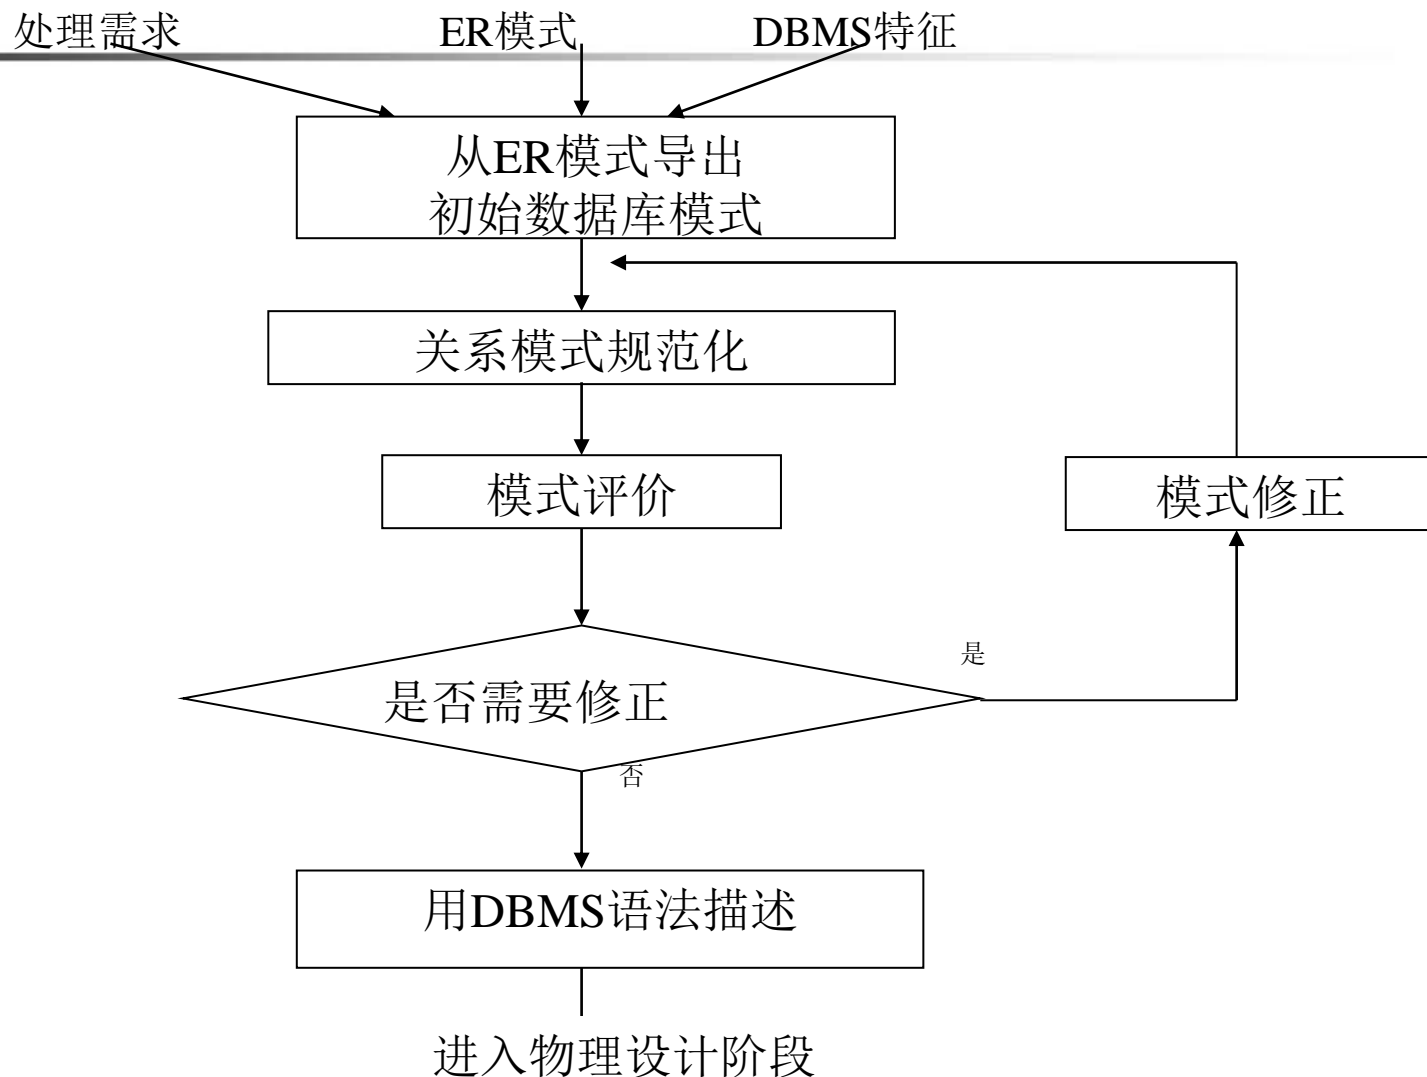 处理需求
ER模式
DBMS特征
从ER模式导出
初始数据库模式
关系模式规范化
模式评价
模式修正
是
是否需要修正
否
用DBMS语法描述
进入物理设计阶段